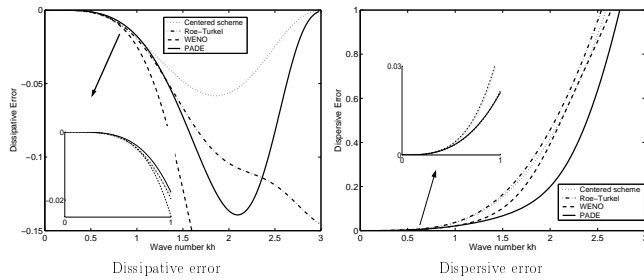 0
−0.05
−0.1
−0.15
Dissipative Error
Centered scheme
Roe-Turkel
WENO
PADE
0
−0.02
0
1
0
0.5
1
1.5
2
2.5
3
Wave number kh
Dissipative error
1
0.8
0.6
0.4
0.2
0
Dispersive Error
0.03
0
0
1
Centered scheme
Roe-Turkel
WENO
PADE
0
0.5
1
1.5
2
2.5
3
Wave number kh
Dispersive error